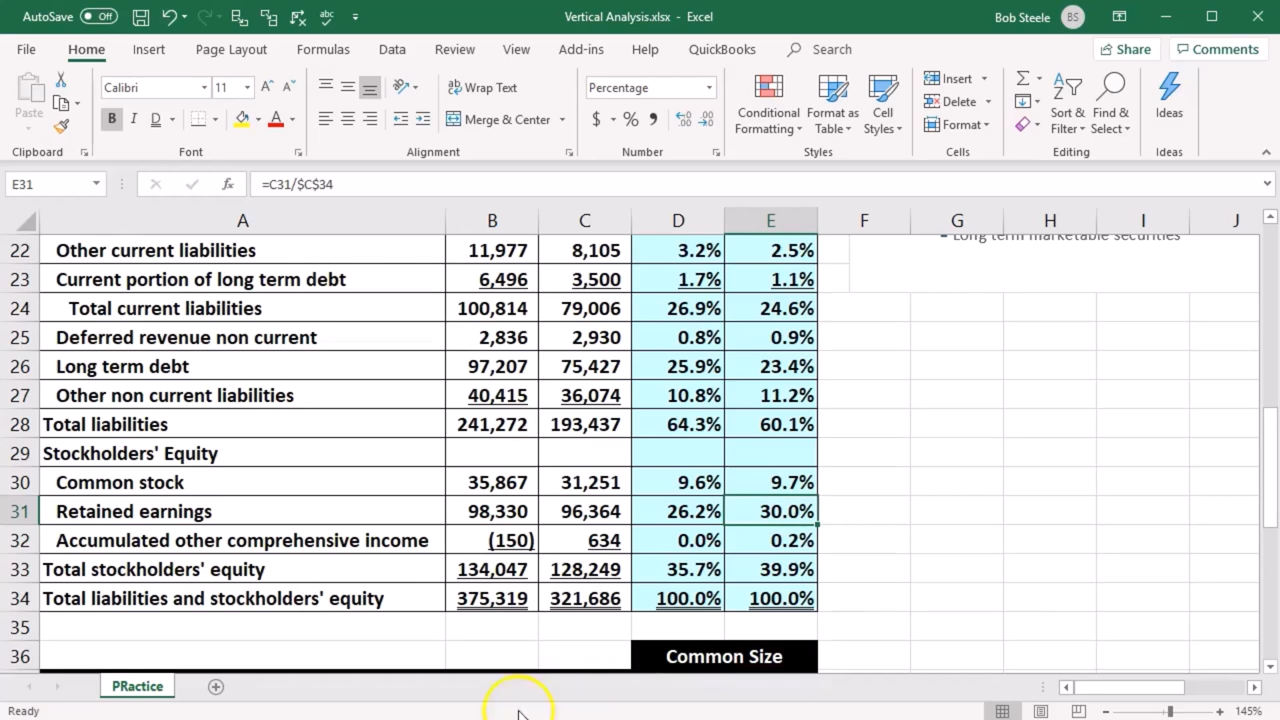 AutoSave Off Vertical Analysis.xlsx - Excel Bob Steele BS
File Home Insert Page Layout Formulas Data Review View Add-ins Help QuickBooks Search Share Comments
Paste
Calibri 11
B I D A
Wrap Text
Merge & Center
Percentage
$ % ,
Conditional Formatting
Format as Table
Cell Styles
Insert
Delete
Format
Sort & Filter
Find & Select
Ideas
Clipboard Font Alignment Number Styles Cells Editing Ideas
E31 fx =C31/$C$34
A B C D E F G H I J
22 Other current liabilities 11,977 8,105 3.2% 2.5% - Long term marketable securities
23 Current portion of long term debt 6,496 3,500 1.7% 1.1%
24 Total current liabilities 100,814 79,006 26.9% 24.6%
25 Deferred revenue non current 2,836 2,930 0.8% 0.9%
26 Long term debt 97,207 75,427 25.9% 23.4%
27 Other non current liabilities 40,415 36,074 10.8% 11.2%
28 Total liabilities 241,272 193,437 64.3% 60.1%
29 Stockholders' Equity
30 Common stock 35,867 31,251 9.6% 9.7%
31 Retained earnings 98,330 96,364 26.2% 30.0%
32 Accumulated other comprehensive income (150) 634 0.0% 0.2%
33 Total stockholders' equity 134,047 128,249 35.7% 39.9%
34 Total liabilities and stockholders' equity 375,319 321,686 100.0% 100.0%
35
36 Common Size
PRactice
Ready 145%